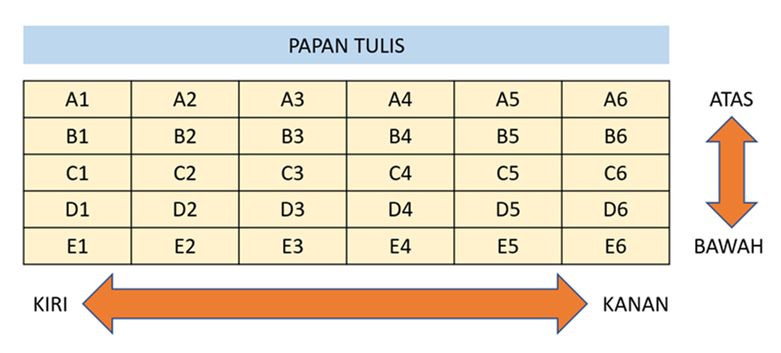 PAPAN TULIS
A1 A2 A3 A4 A5 A6 ATAS
B1 B2 B3 B4 B5 B6
C1 C2 C3 C4 C5 C6
D1 D2 D3 D4 D5 D6
E1 E2 E3 E4 E5 E6 BAWAH
KIRI KANAN